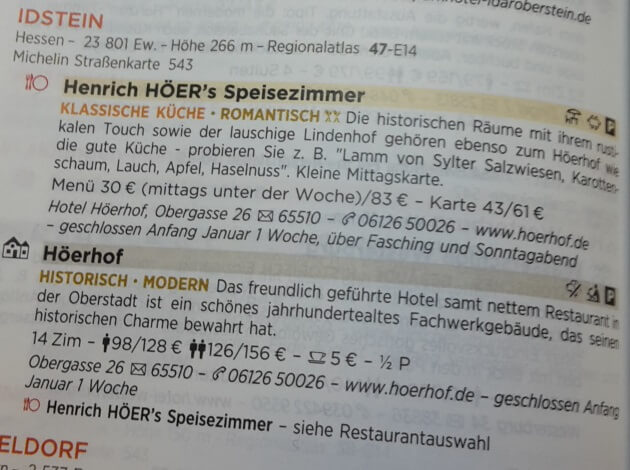 oberstein.de
IDSTEIN
Hessen – 23 801 Ew. – Höhe 266 m – Regionalatlas 47-E14
Michelin Straßenkarte 543
Henrich HÖER's Speisezimmer
KLASSISCHE KÜCHE • ROMANTISCH XX Die historischen Räume mit ihrem rusti-
kalen Touch sowie der lauschige Lindenhof gehören ebenso zum Höerhof wie
die gute Küche - probieren Sie z. B. "Lamm von Sylter Salzwiesen, Karotten-
schaum, Lauch, Apfel, Haselnuss". Kleine Mittagskarte.
Menü 30 € (mittags unter der Woche)/83 € – Karte 43/61 €
Hotel Höerhof, Obergasse 26 ✉ 65510 – ✆ 06126 50026 – www.hoerhof.de
– geschlossen Anfang Januar 1 Woche, über Fasching und Sonntagabend
Höerhof
HISTORISCH • MODERN Das freundlich geführte Hotel samt nettem Restaurant in
der Oberstadt ist ein schönes jahrhundertealtes Fachwerkgebäude, das seinen
historischen Charme bewahrt hat.
14 Zim – 98/128 € 126/156 € – 5 € – ½ P
Obergasse 26 ✉ 65510 – ✆ 06126 50026 – www.hoerhof.de – geschlossen Anfang
Januar 1 Woche
Henrich HÖER's Speisezimmer – siehe Restaurantauswahl
ELDORF